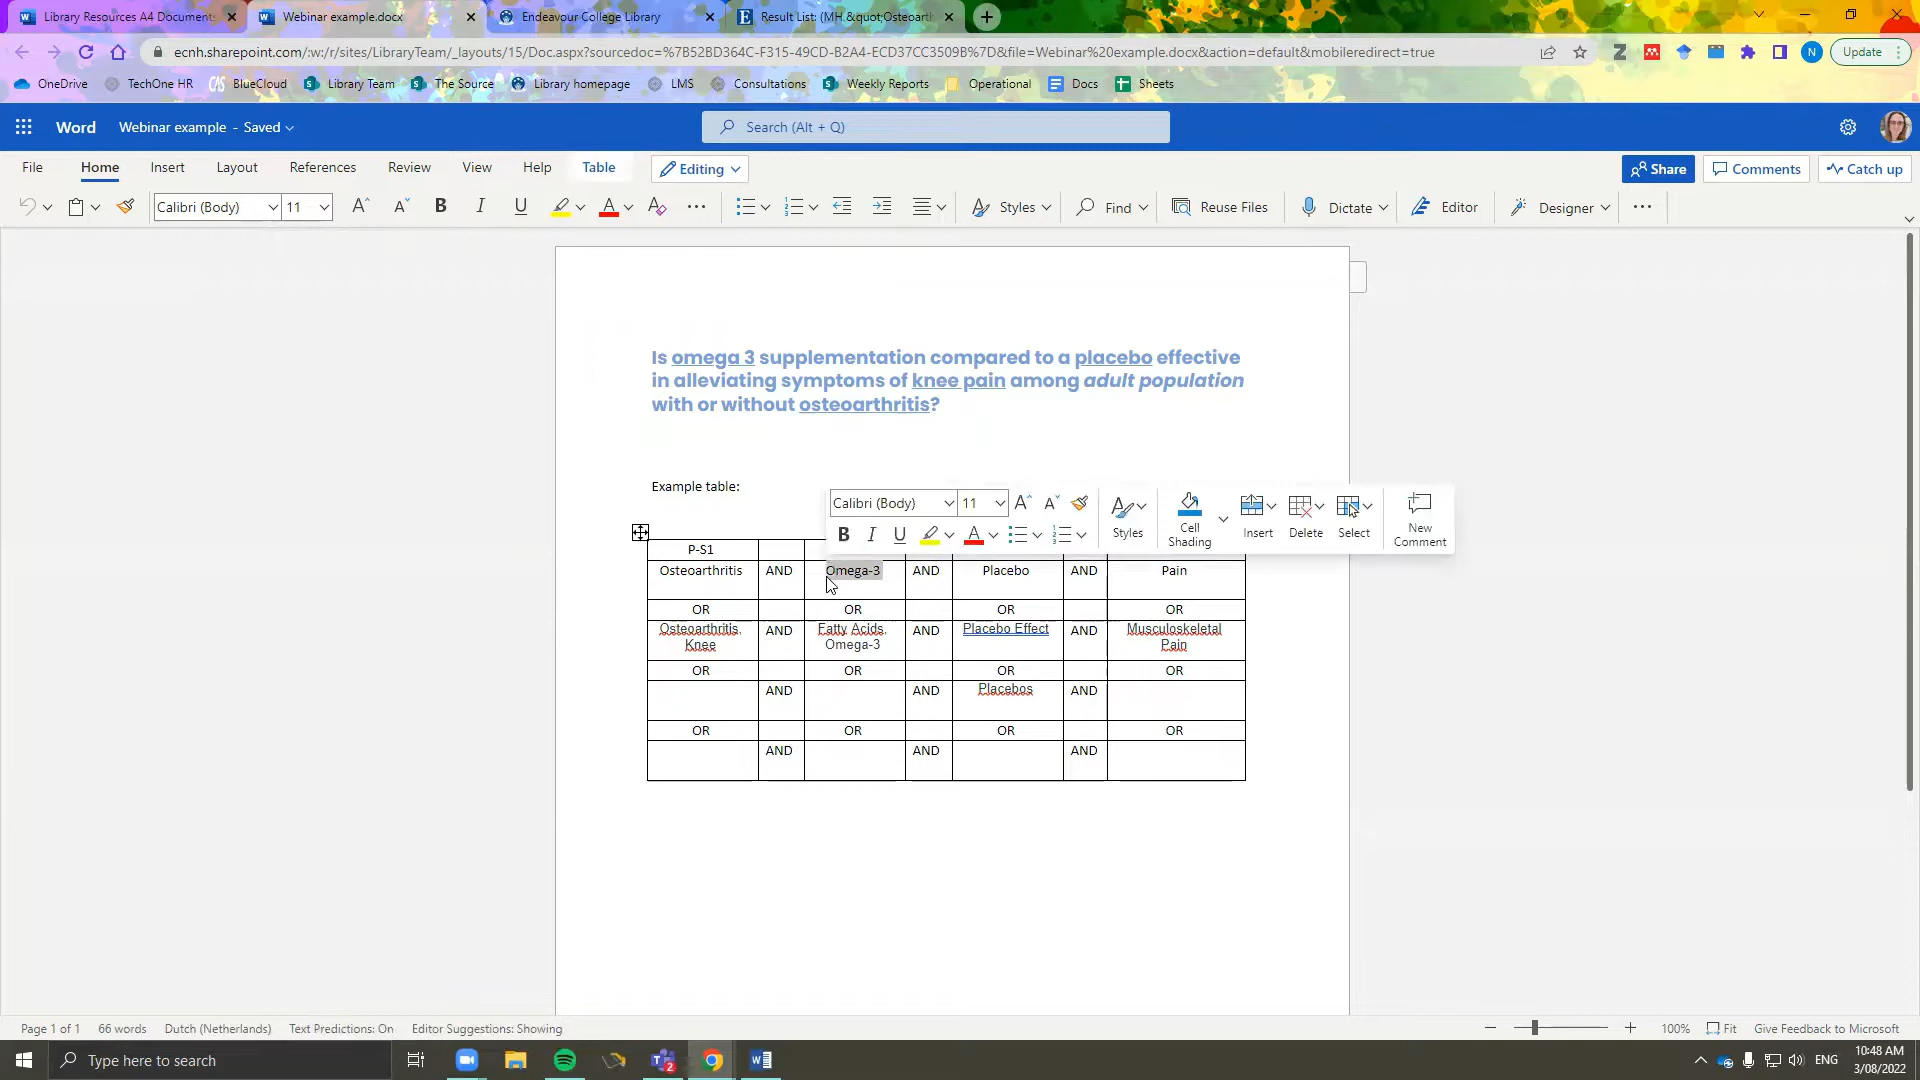 Library Resources A4 Documents
Webinar example.docx
Endeavour College Library
Result List: (MH &quot;Osteoarth
ecnh.sharepoint.com/:w:/r/sites/LibraryTeam/_layouts/15/Doc.aspx?sourcedoc=%7B52BD364C-F315-49CD-B2A4-ECD37CC3509B%7D&file=Webinar%20example.docx&action=default&mobileredirect=true
N
Update
OneDrive
TechOne HR
BlueCloud
Library Team
The Source
Library homepage
LMS
Consultations
Weekly Reports
Operational
Docs
Sheets
Word
Webinar example - Saved
Search (Alt + Q)
File
Home
Insert
Layout
References
Review
View
Help
Table
Editing
Share
Comments
Catch up
Calibri (Body)
11
Styles
Find
Reuse Files
Dictate
Editor
Designer
Is omega 3 supplementation compared to a placebo effective
in alleviating symptoms of knee pain among adult population
with or without osteoarthritis?
Example table:
Calibri (Body)
11
Styles
Cell
Shading
Insert
Delete
Select
New
Comment
P-S1
Osteoarthritis AND Omega-3 AND Placebo AND Pain
OR OR OR OR
Osteoarthritis, AND Fatty Acids, AND Placebo Effect AND Musculoskeletal
Knee Omega-3 Pain
OR OR OR OR
AND AND Placebos AND
OR OR OR OR
AND AND AND
Page 1 of 1
66 words
Dutch (Netherlands)
Text Predictions: On
Editor Suggestions: Showing
100%
Fit
Give Feedback to Microsoft
Type here to search
2
ENG
10:48 AM
3/08/2022